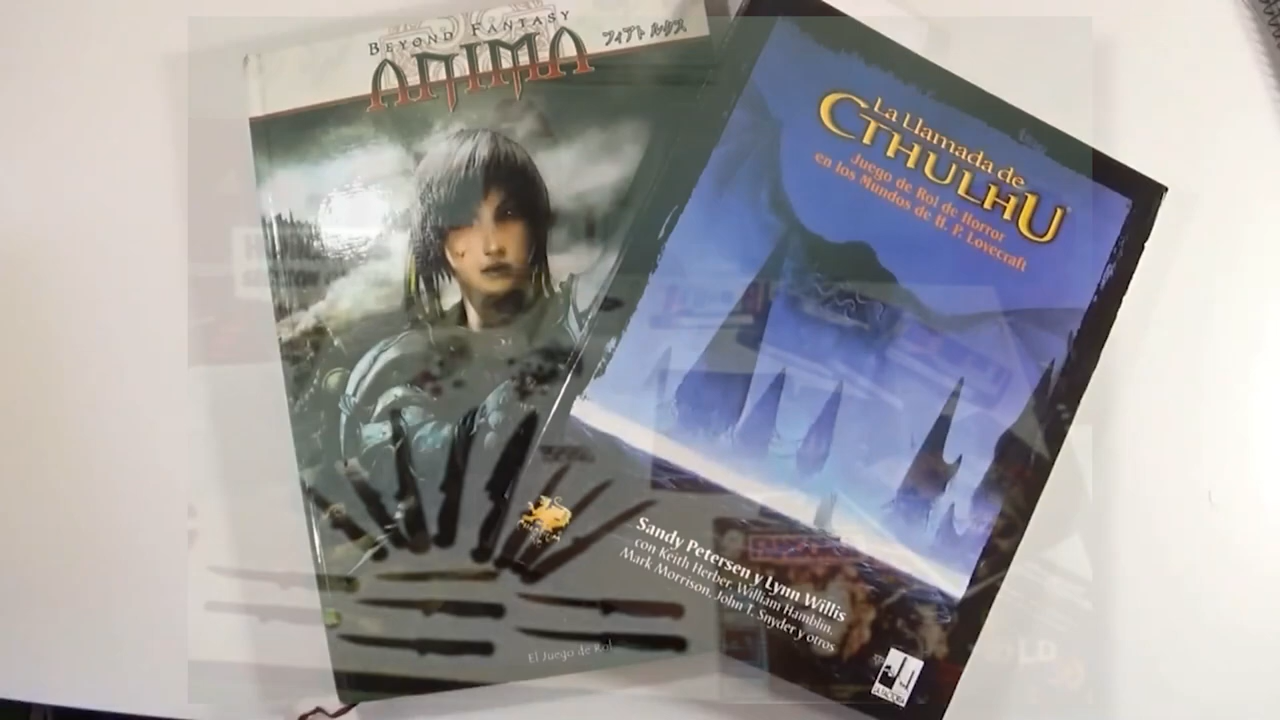 BEYOND FANTASY
ANIMA
フィアト ルクス
El Juego de Rol
La Llamada de
CTHULHU
Juego de Rol de Horror
en los Mundos de H. P. Lovecraft
Sandy Petersen y Lynn Willis
con Keith Herber, William Hamblin,
Mark Morrison, John T. Snyder y otros